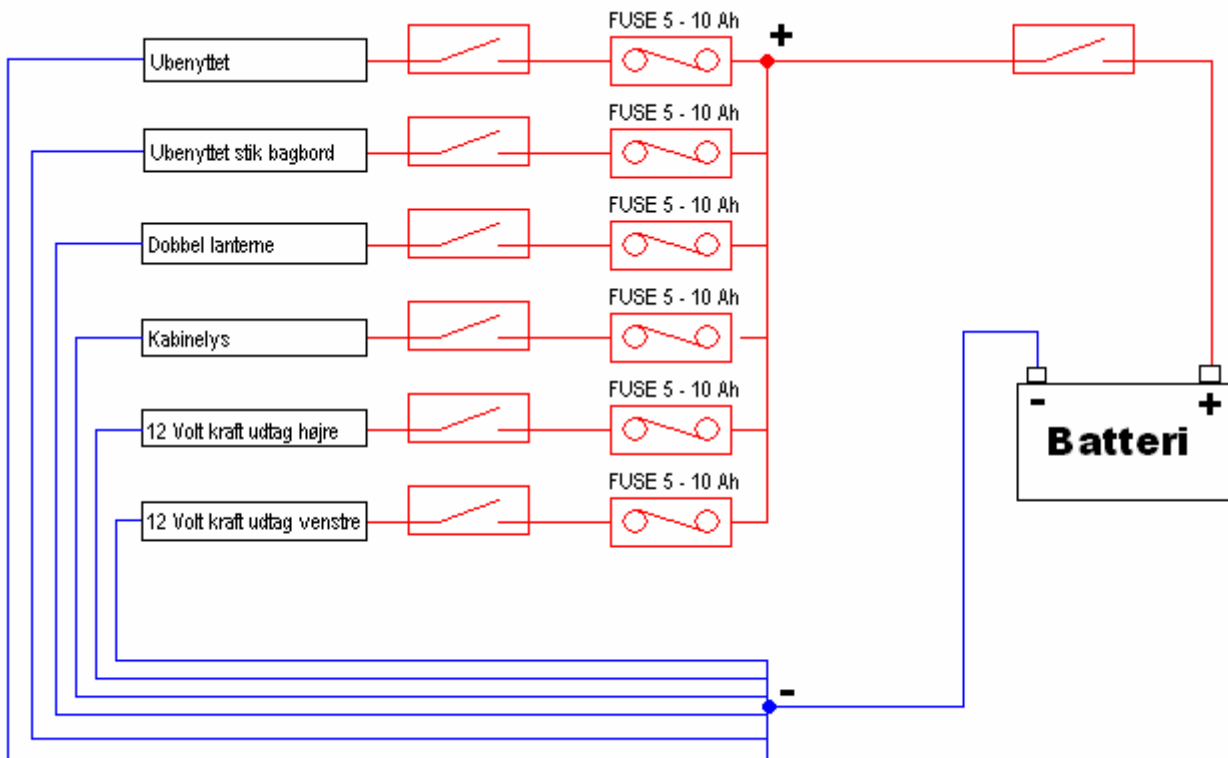 FUSE 5 - 10 Ah
+
Ubenyttet
FUSE 5 - 10 Ah
Ubenyttet stik bagbord
FUSE 5 - 10 Ah
Dobbel lanterne
FUSE 5 - 10 Ah
Kabinelys
FUSE 5 - 10 Ah
12 Volt kraft udtag højre
FUSE 5 - 10 Ah
12 Volt kraft udtag venstre
- +
Batteri
-